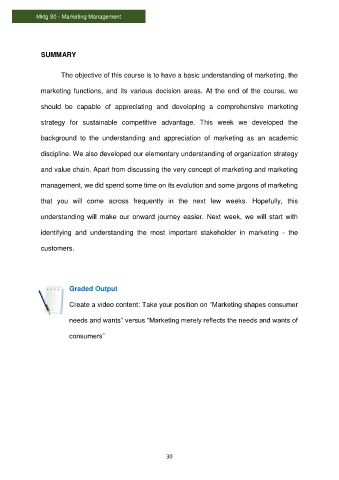 Mktg 80 - Marketing Management
SUMMARY
The objective of this course is to have a basic understanding of marketing, the
marketing functions, and its various decision areas. At the end of the course, we
should be capable of appreciating and developing a comprehensive marketing
strategy for sustainable competitive advantage. This week we developed the
background to the understanding and appreciation of marketing as an academic
discipline. We also developed our elementary understanding of organization strategy
and value chain. Apart from discussing the very concept of marketing and marketing
management, we did spend some time on its evolution and some jargons of marketing
that you will come across frequently in the next few weeks. Hopefully, this
understanding will make our onward journey easier. Next week, we will start with
identifying and understanding the most important stakeholder in marketing - the
customers.
Graded Output
Create a video content: Take your position on “Marketing shapes consumer
needs and wants” versus “Marketing merely reflects the needs and wants of
consumers”
30